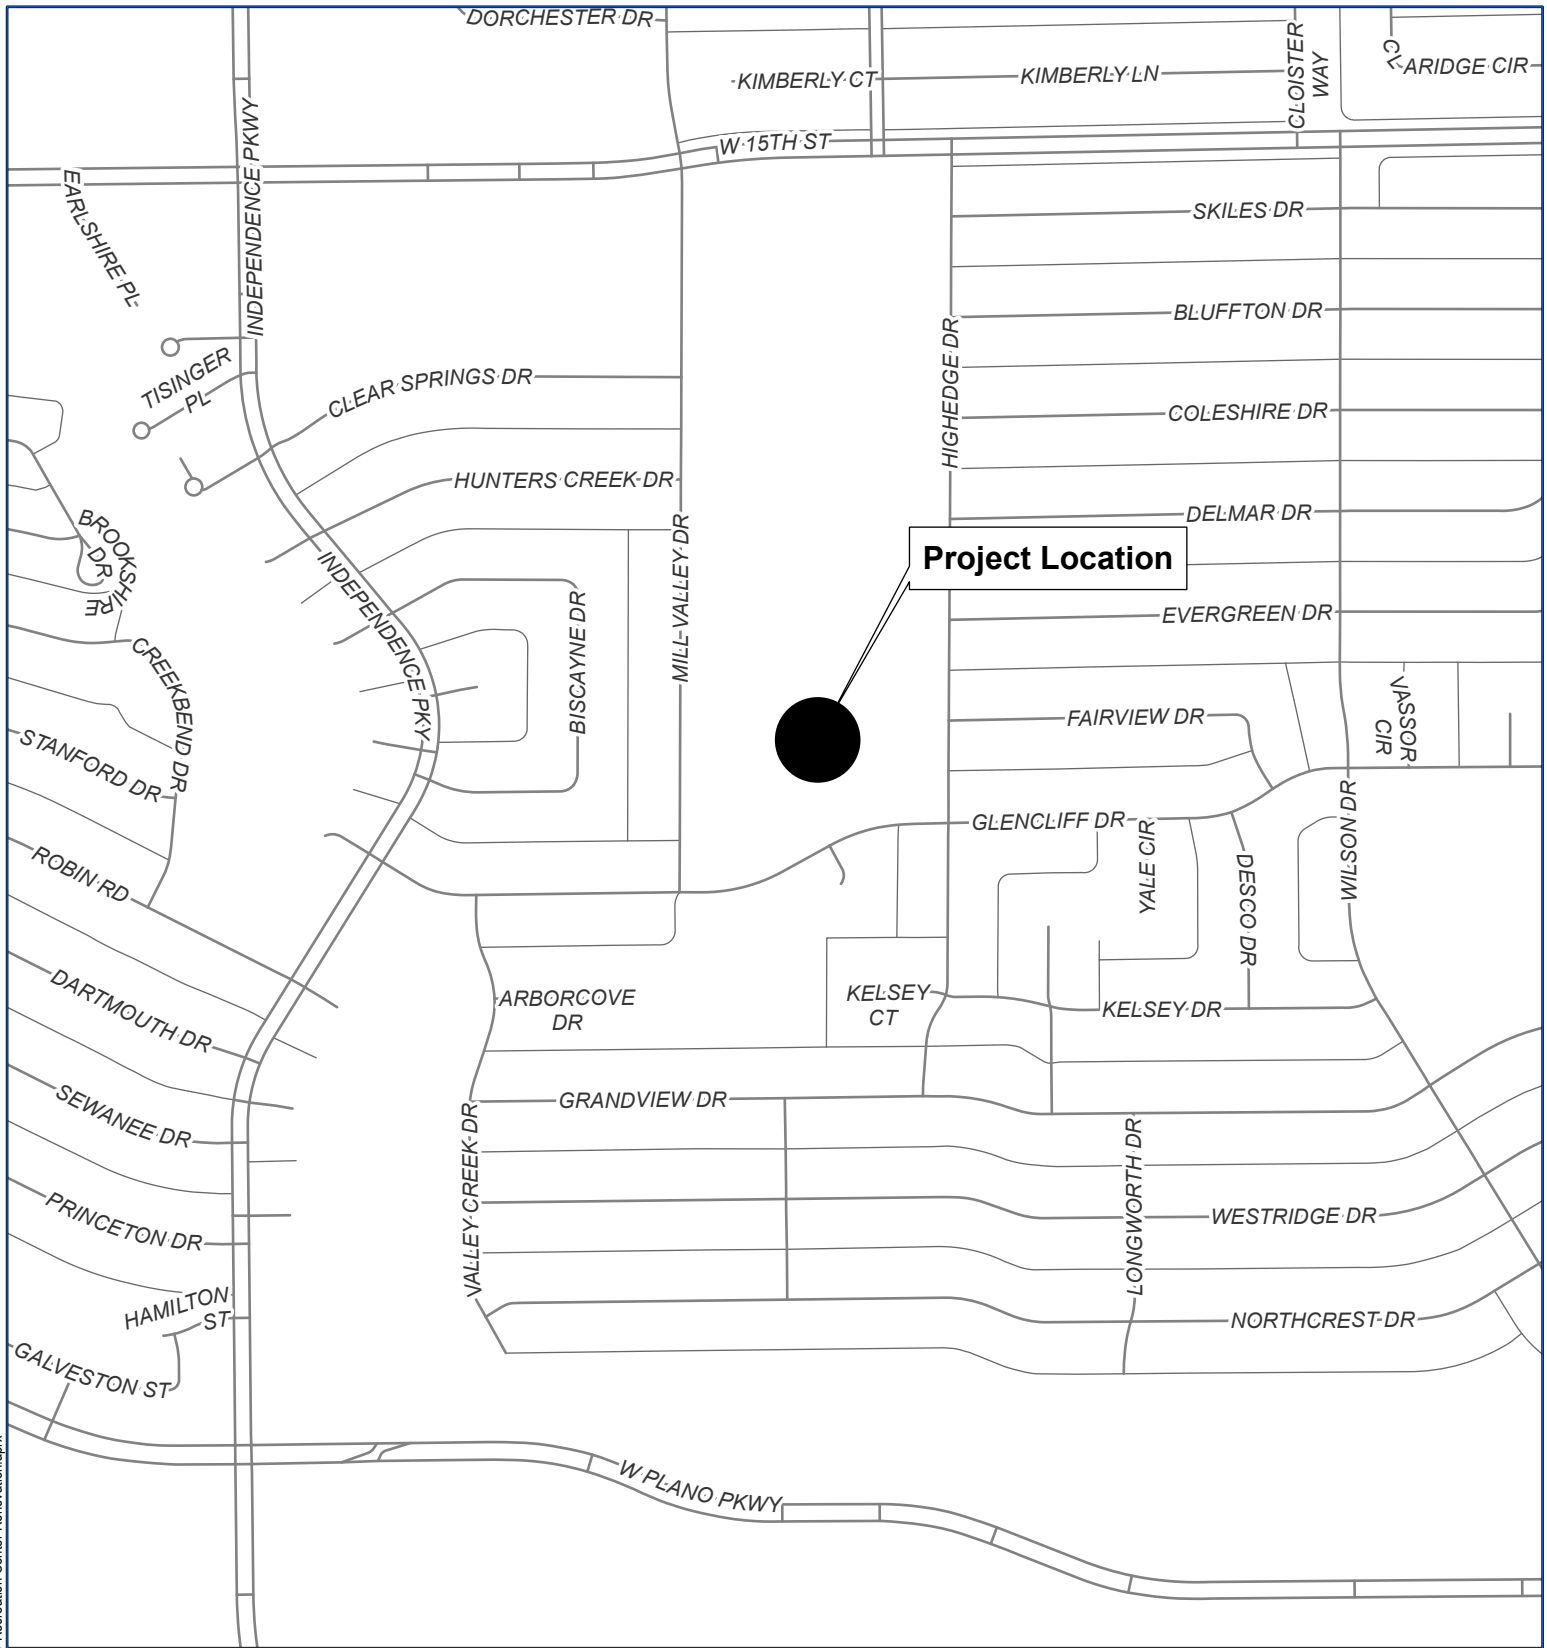 DORCHESTER DR
KIMBERLY CT
KIMBERLY LN
CLOISTER
WAY
CLARIDGE CIR
W 15TH ST
INDEPENDENCE PKWY
EARLSHIRE PL
SKILES DR
BLUFFTON DR
HIGHEDGE DR
TISINGER
PL
CLEAR SPRINGS DR
COLESHIRE DR
HUNTERS CREEK DR
DELMAR DR
BROOKSHIRE
DR
MILL VALLEY DR
Project Location
INDEPENDENCE PKY
BISCAYNE DR
EVERGREEN DR
CREEKBEND DR
VASSOR
CIR
FAIRVIEW DR
STANFORD DR
GLENCLIFF DR
WILSON DR
YALE CIR
DESCO DR
ROBIN RD
DARTMOUTH DR
ARBORCOVE
DR
KELSEY
CT
KELSEY DR
SEWANEE DR
GRANDVIEW DR
VALLEY CREEK DR
LONGWORTH DR
PRINCETON DR
WESTRIDGE DR
HAMILTON
ST
NORTHCREST DR
GALVESTON ST
W PLANO PKWY